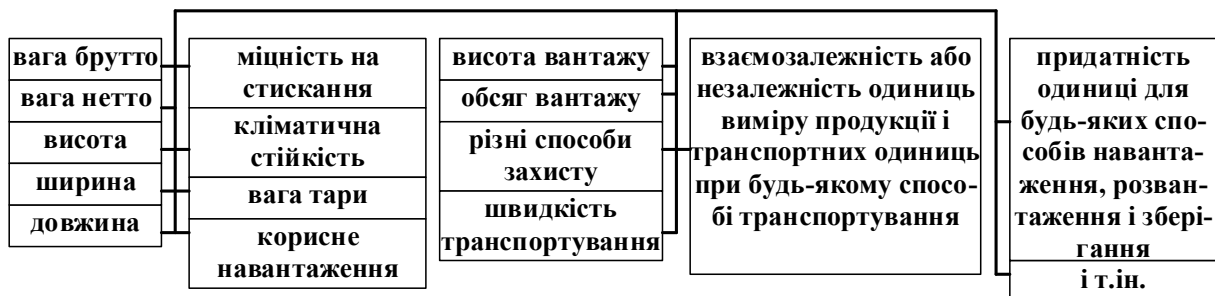 вага брутто
вага нетто
висота
ширина
довжина
міцність на
стискання
кліматична
стійкість
вага тари
корисне
навантаження
висота вантажу
обсяг вантажу
різні способи
захисту
швидкість
транспортування
взаємозалежність або
незалежність одиниць
виміру продукції і
транспортних одиниць
при будь-якому спосо-
бі транспортування
придатність
одиниці для
будь-яких спо-
собів наванта-
ження, розван-
таження і збері-
гання
і т.ін.